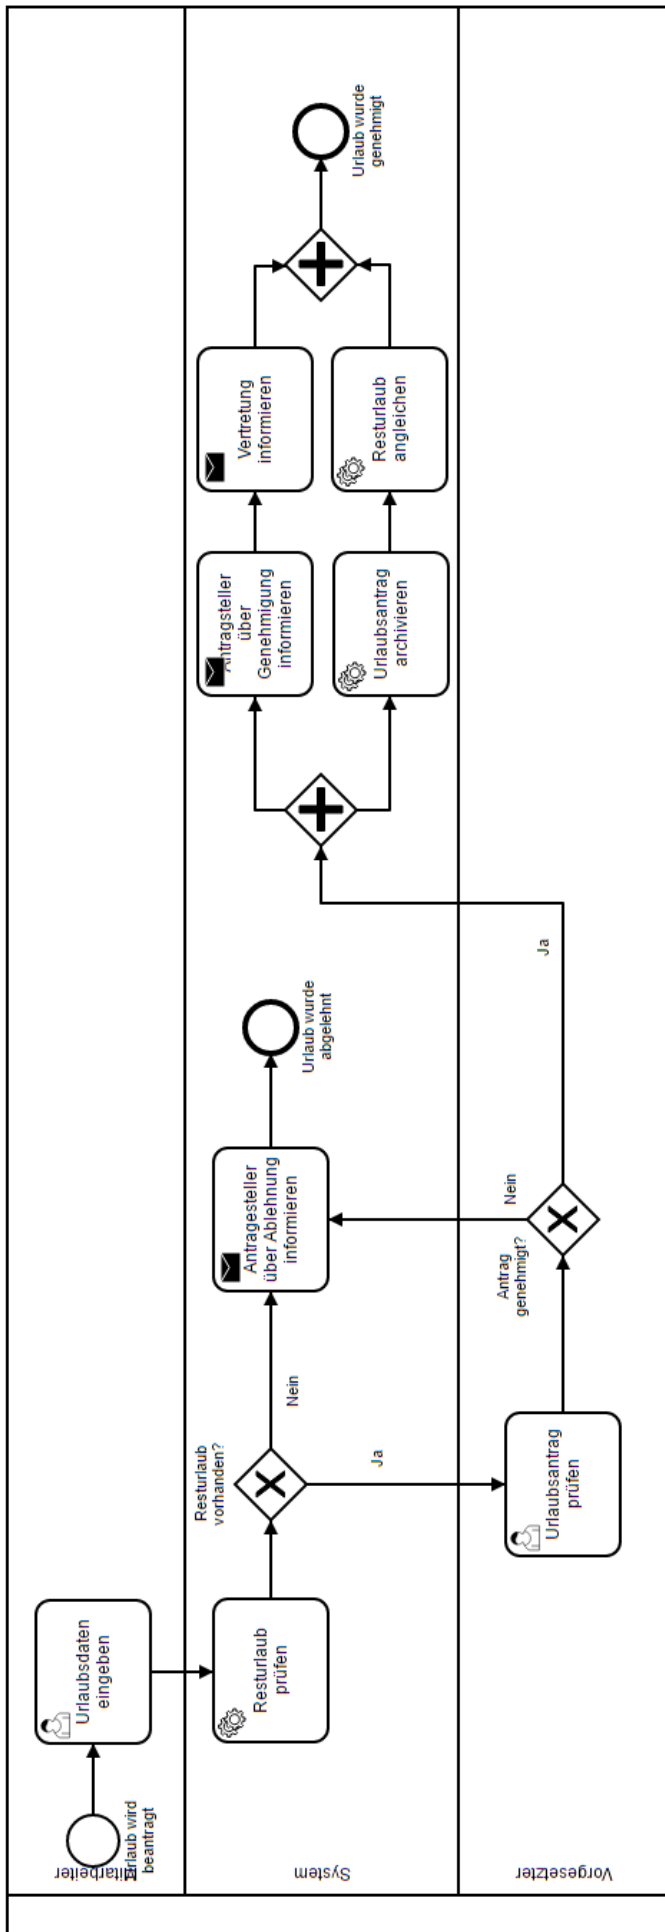 Mitarbeiter
Urlaub wird
beantragt
Urlaubsdaten
eingeben
System
Resturlaub
prüfen
Resturlaub
vorhanden?
Nein
Ja
Antragesteller
über Ablehnung
informieren
Urlaub wurde
abgelehnt
Antragsteller
über
Genehmigung
informieren
Vertretung
informieren
Urlaubsantrag
archivieren
Resturlaub
angleichen
Urlaub wurde
genehmigt
Vorgesetzter
Urlaubsantrag
prüfen
Antrag
genehmigt?
Nein
Ja